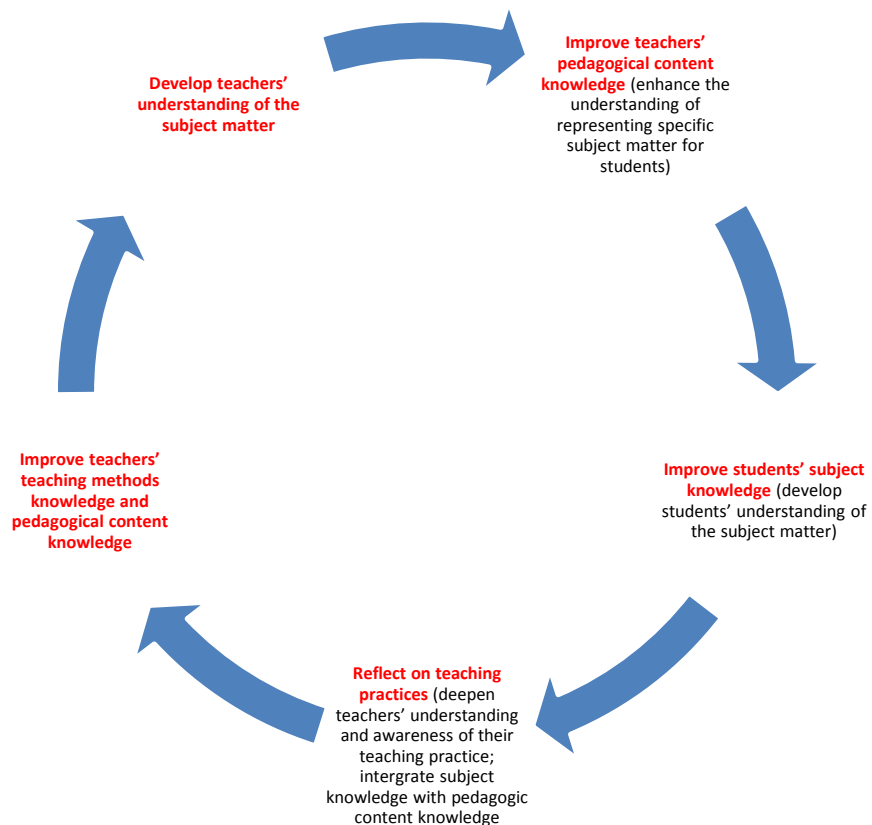 Develop teachers'
understanding of the
subject matter
Improve teachers'
pedagogical content
knowledge (enhance the
understanding of
representing specific
subject matter for
students)
Improve students' subject
knowledge (develop
students' understanding of
the subject matter)
Reflect on teaching
practices (deepen
teachers' understanding
and awareness of their
teaching practice;
intergrate subject
knowledge with pedagogic
content knowledge
Improve teachers'
teaching methods
knowledge and
pedagogical content
knowledge